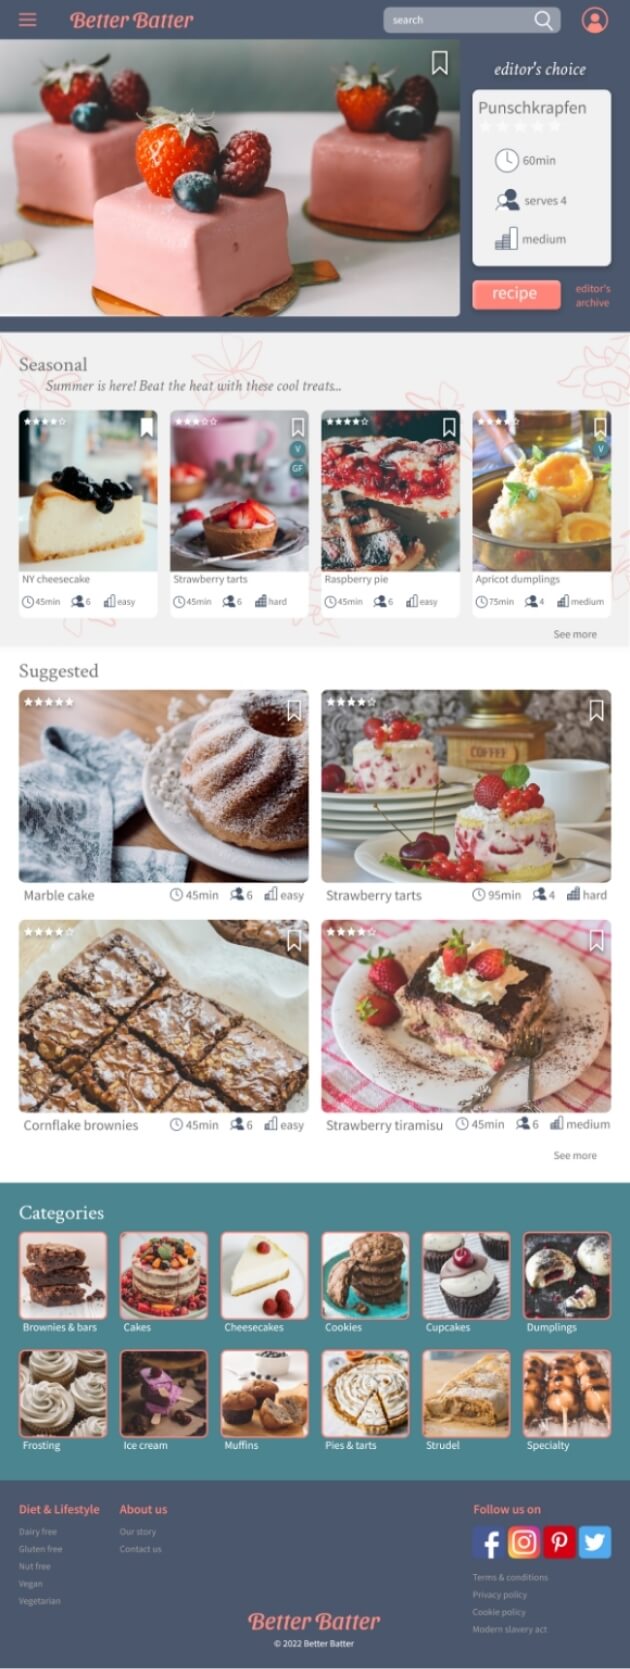 Better Batter
search
editor's choice
Punschkrapfen
60min
serves 4
medium
recipe
editor's
archive
Seasonal
Summer is here! Beat the heat with these cool treats...
V
V
GF
NY cheesecake
45min 6 easy
Strawberry tarts
45min 6 hard
Raspberry pie
45min 6 easy
Apricot dumplings
75min 4 medium
See more
Suggested
COFFEE
Marble cake 45min 6 easy
Strawberry tarts 95min 4 hard
Cornflake brownies 45min 6 easy
Strawberry tiramisu 45min 6 medium
See more
Categories
Brownies & bars
Cakes
Cheesecakes
Cookies
Cupcakes
Dumplings
Frosting
Ice cream
Muffins
Pies & tarts
Strudel
Specialty
Diet & Lifestyle
Dairy free
Gluten free
Nut free
Vegan
Vegetarian
About us
Our story
Contact us
Follow us on
Terms & conditions
Privacy policy
Cookie policy
Modern slavery act
Better Batter
© 2022 Better Batter